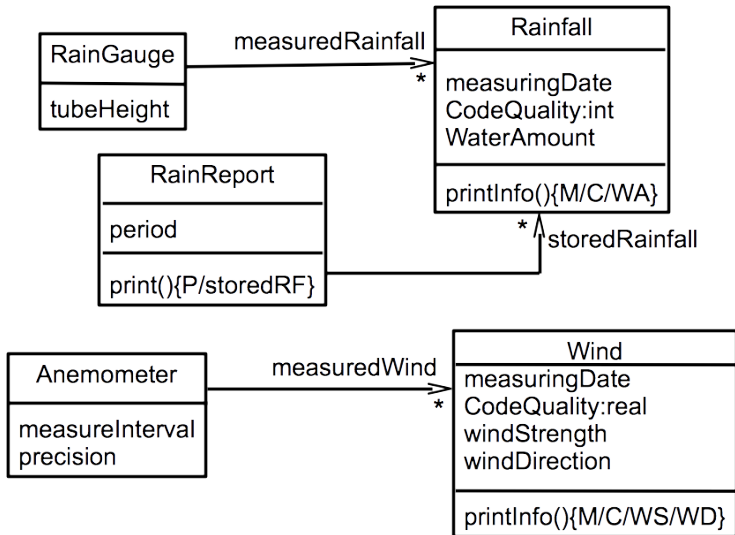 RainGauge
tubeHeight
measuredRainfall
*
Rainfall
measuringDate
CodeQuality:int
WaterAmount
printInfo(){M/C/WA}
RainReport
period
print(){P/storedRF}
*
storedRainfall
Anemometer
measureInterval
precision
measuredWind
*
Wind
measuringDate
CodeQuality:real
windStrength
windDirection
printInfo(){M/C/WS/WD}